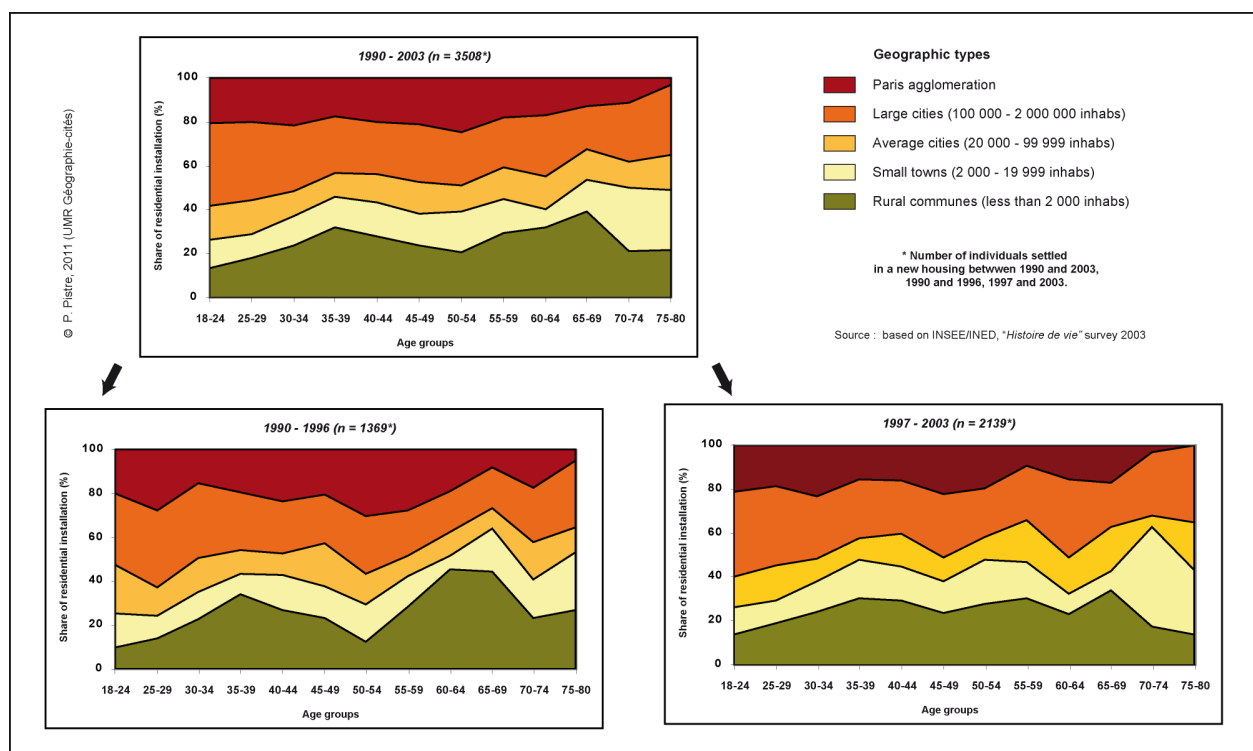 1990 - 2003 (n = 3508*)
Share of residential installation (%)
100
80
60
40
20
0
18-24 25-29 30-34 35-39 40-44 45-49 50-54 55-59 60-64 65-69 70-74 75-80
Age groups
© P. Pistre, 2011 (UMR Géographie-cités)
Geographic types
Paris agglomeration
Large cities (100 000 - 2 000 000 inhabs)
Average cities (20 000 - 99 999 inhabs)
Small towns (2 000 - 19 999 inhabs)
Rural communes (less than 2 000 inhabs)
* Number of individuals settled
in a new housing betwven 1990 and 2003,
1990 and 1996, 1997 and 2003.
Source : based on INSEE/INED, "Histoire de vie" survey 2003
1990 - 1996 (n = 1369*)
Share of residential installation (%)
100
80
60
40
20
0
18-24 25-29 30-34 35-39 40-44 45-49 50-54 55-59 60-64 65-69 70-74 75-80
Age groups
1997 - 2003 (n = 2139*)
Share of residential installation (%)
100
80
60
40
20
0
18-24 25-29 30-34 35-39 40-44 45-49 50-54 55-59 60-64 65-69 70-74 75-80
Age groups